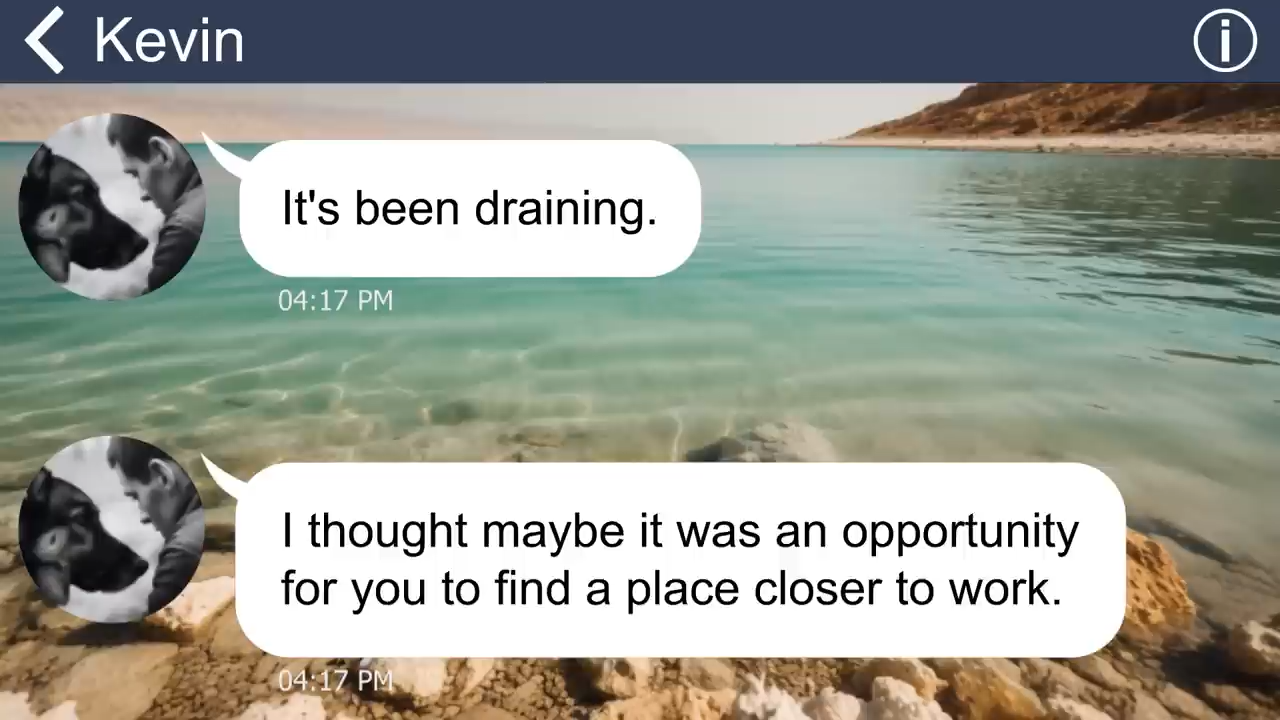 Kevin
It's been draining.
04:17 PM
I thought maybe it was an opportunity
for you to find a place closer to work.
04:17 PM